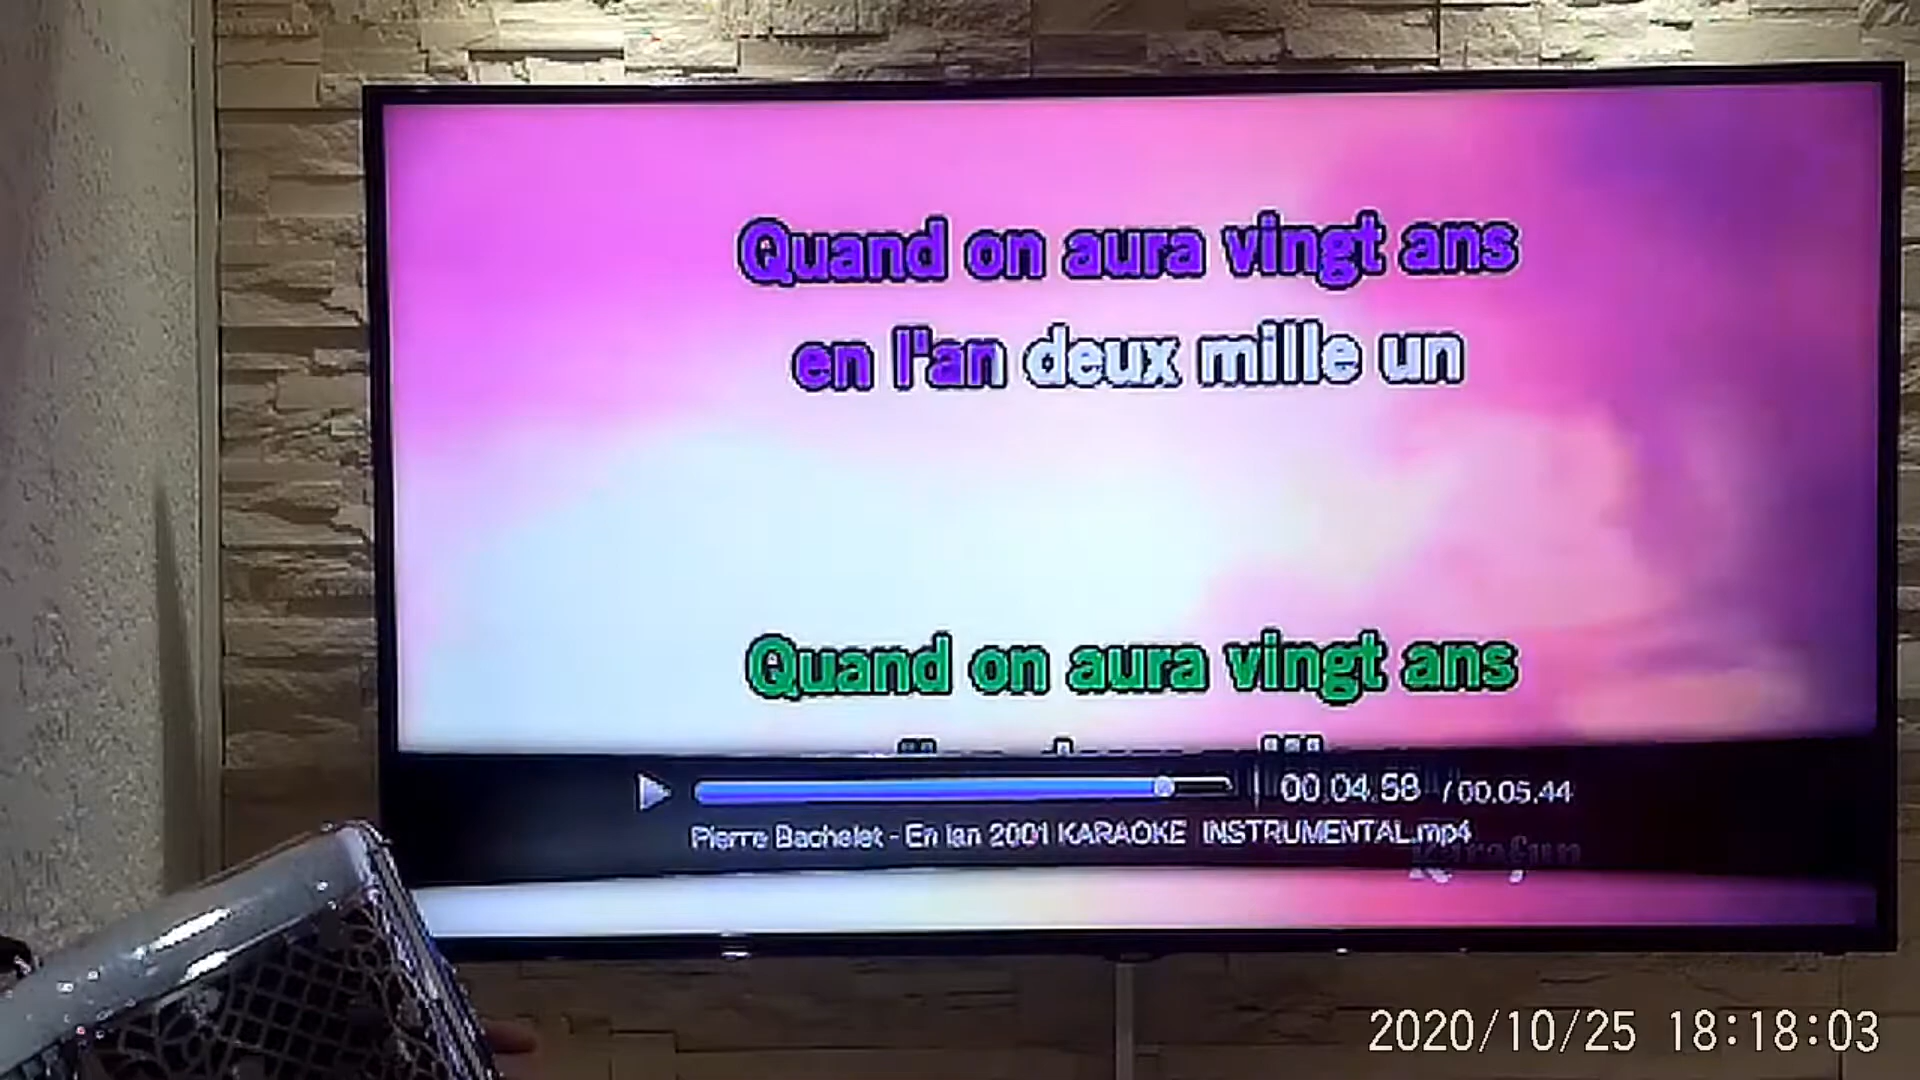 Quand on aura vingt ans
en l'an deux mille un
Quand on aura vingt ans
00.04.58 / 00.05.44
Pierre Bachelet - En lan 2001 KARAOKE INSTRUMENTAL.mp4
Karafun
2020/10/25 18:18:03